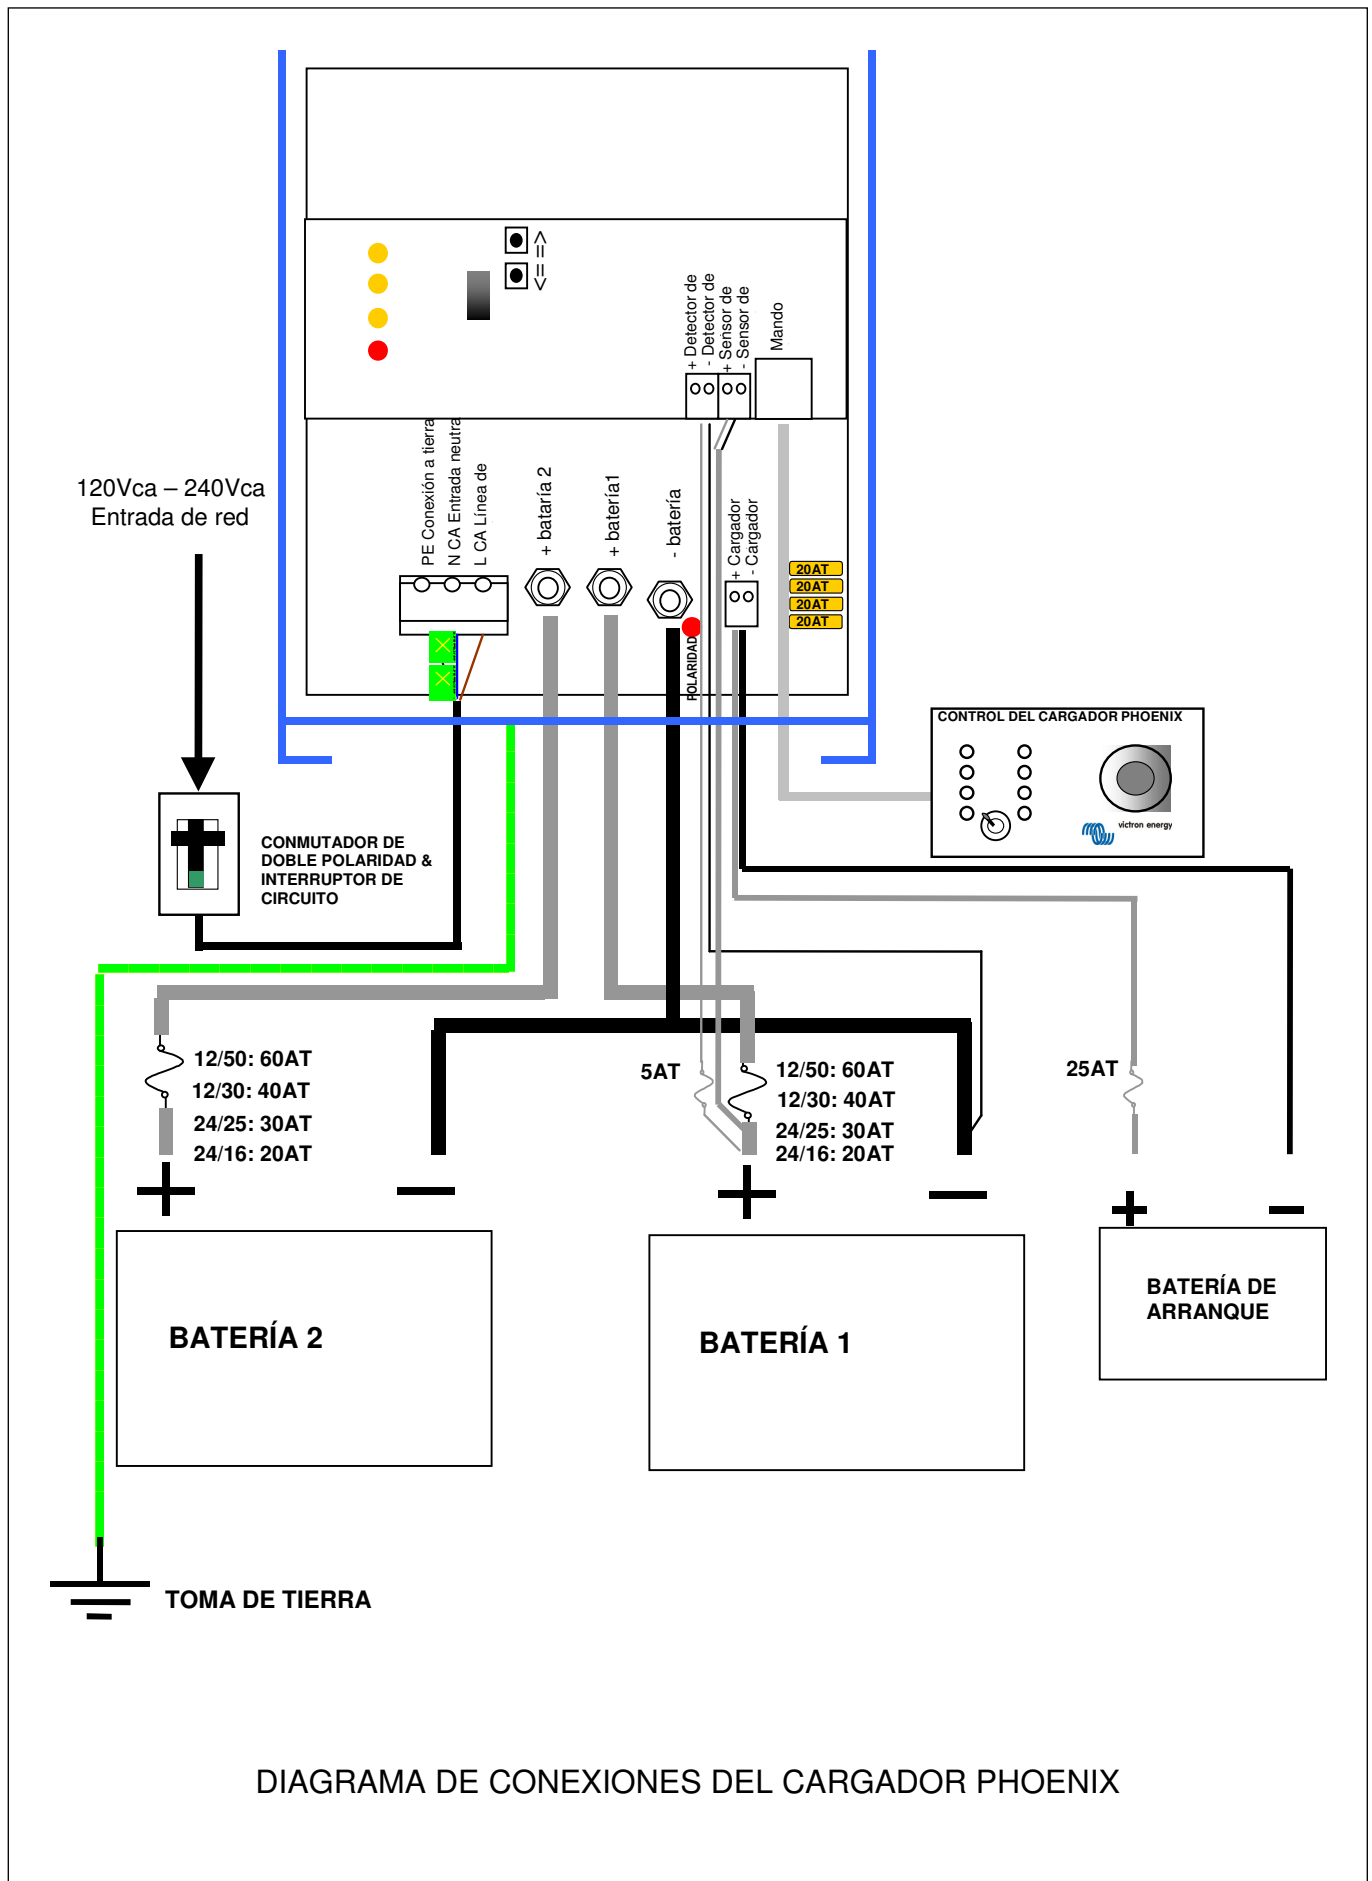 ==>
<==
+ Detector de
- Detector de
+ Sensor de
- Sensor de
Mando
120Vca – 240Vca
Entrada de red
PE Conexión a tierra
N CA Entrada neutra
L CA Línea de
+ bataría 2
+ batería1
- batería
+ Cargador
- Cargador
20AT
20AT
20AT
20AT
POLARIDAD
CONTROL DEL CARGADOR PHOENIX
victron energy
CONMUTADOR DE
DOBLE POLARIDAD &
INTERRUPTOR DE
CIRCUITO
12/50: 60AT
12/30: 40AT
24/25: 30AT
24/16: 20AT
5AT
12/50: 60AT
12/30: 40AT
24/25: 30AT
24/16: 20AT
25AT
BATERÍA 2
BATERÍA 1
BATERÍA DE
ARRANQUE
TOMA DE TIERRA
DIAGRAMA DE CONEXIONES DEL CARGADOR PHOENIX